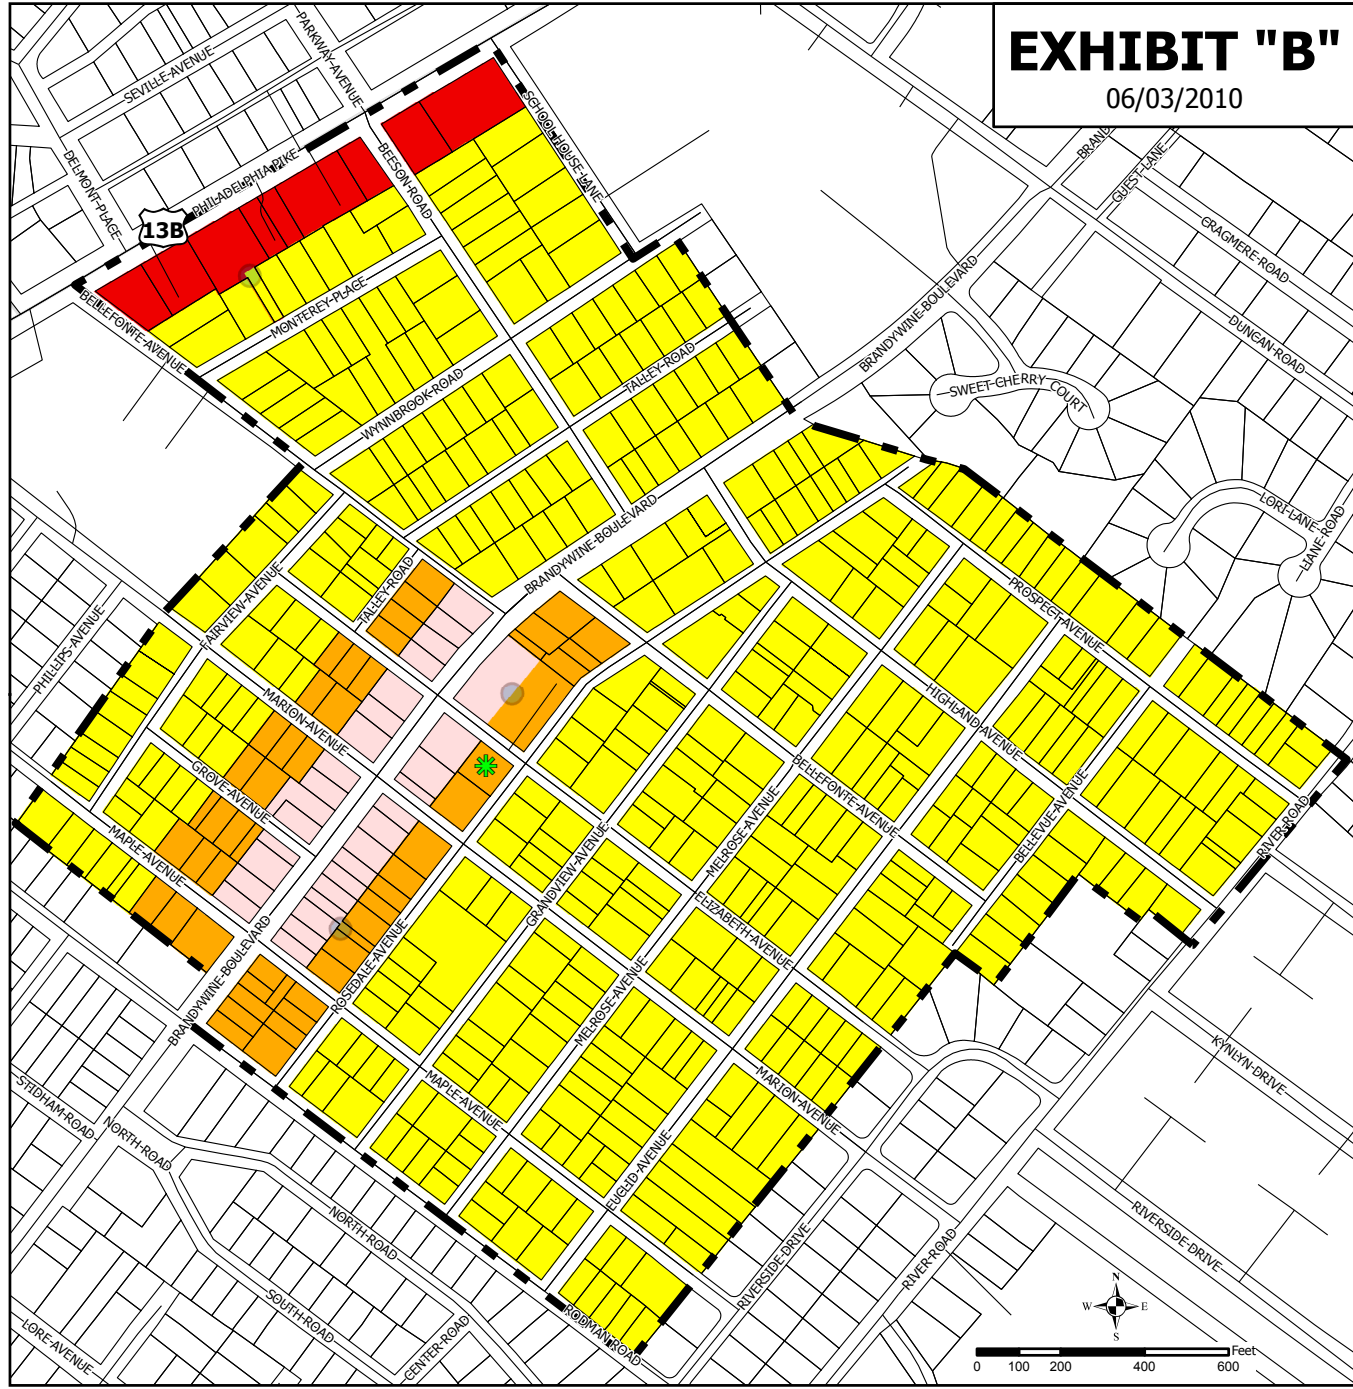 EXHIBIT "B"
06/03/2010
PARKWAY AVENUE
SEVILLE AVENUE
DELMONT PLACE
PHILADELPHIA PIKE
BEESON ROAD
SCHOOL HOUSE LANE
GUEST LANE
BRAND
CRAGMERE ROAD
13B
BELLEFONTE AVENUE
MONTEREY PLACE
BRANDYWINE BOULEVARD
DUNCAN ROAD
TALLEY ROAD
WYNNBROOK ROAD
SWEET CHERRY COURT
LORI LANE
LIANE ROAD
BRANDYWINE BOULEVARD
FAIRVIEW AVENUE
TALLEY ROAD
PHILLIPS AVENUE
PROSPECT AVENUE
MARION AVENUE
HIGHLAND AVENUE
GROVE AVENUE
BELLEFONTE AVENUE
MELROSE AVENUE
BELLEVUE AVENUE
RIVER ROAD
MAPLE AVENUE
GRANDVIEW AVENUE
ELIZABETH AVENUE
BRANDYWINE BOULEVARD
ROSEDALE AVENUE
MELROSE AVENUE
KYNLYN DRIVE
MAPLE AVENUE
MARION AVENUE
STIDHAM ROAD
NORTH ROAD
EUCLID AVENUE
NORTH ROAD
RIVERSIDE DRIVE
RIVER ROAD
RIVERSIDE DRIVE
SOUTH ROAD
LORE AVENUE
CENTER ROAD
RODMAN ROAD
N
W E
S
Feet
0 100 200 400 600